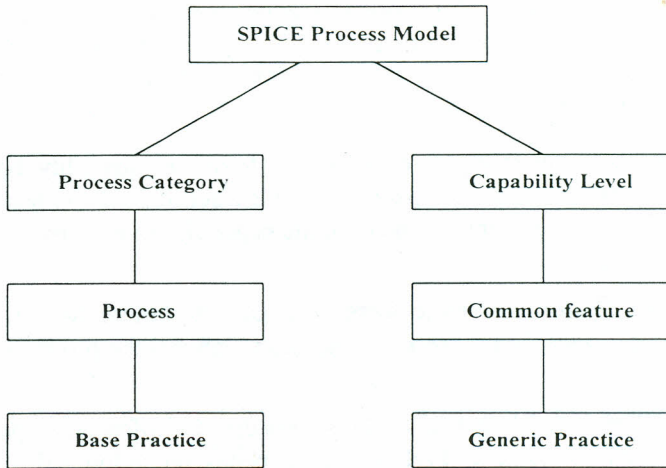 SPICE Process Model
Process Category
Capability Level
Process
Common feature
Base Practice
Generic Practice